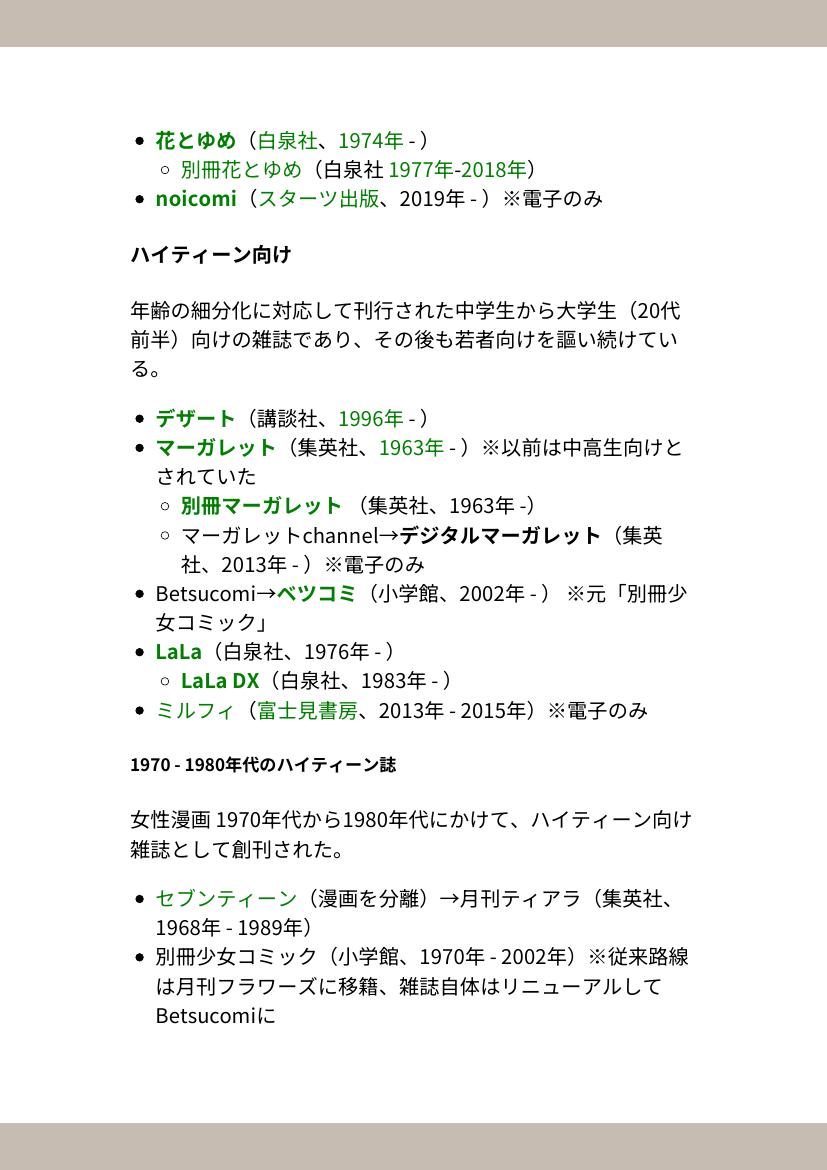 花とゆめ（白泉社、1974年 - ）
別冊花とゆめ（白泉社 1977年-2018年）
noicomi（スターツ出版、2019年 - ）※電子のみ
ハイティーン向け
年齢の細分化に対応して刊行された中学生から大学生（20代
前半）向けの雑誌であり、その後も若者向けを謳い続けてい
る。
デザート（講談社、1996年 - ）
マーガレット（集英社、1963年 - ）※以前は中高生向けと
されていた
別冊マーガレット （集英社、1963年 -）
マーガレットchannel→デジタルマーガレット（集英
社、2013年 - ）※電子のみ
Betsucomi→ベツコミ（小学館、2002年 - ） ※元「別冊少
女コミック」
LaLa（白泉社、1976年 - ）
LaLa DX（白泉社、1983年 - ）
ミルフィ（富士見書房、2013年 - 2015年）※電子のみ
1970 - 1980年代のハイティーン誌
女性漫画 1970年代から1980年代にかけて、ハイティーン向け
雑誌として創刊された。
セブンティーン（漫画を分離）→月刊ティアラ（集英社、
1968年 - 1989年）
別冊少女コミック（小学館、1970年 - 2002年）※従来路線
は月刊フラワーズに移籍、雑誌自体はリニューアルして
Betsucomiに